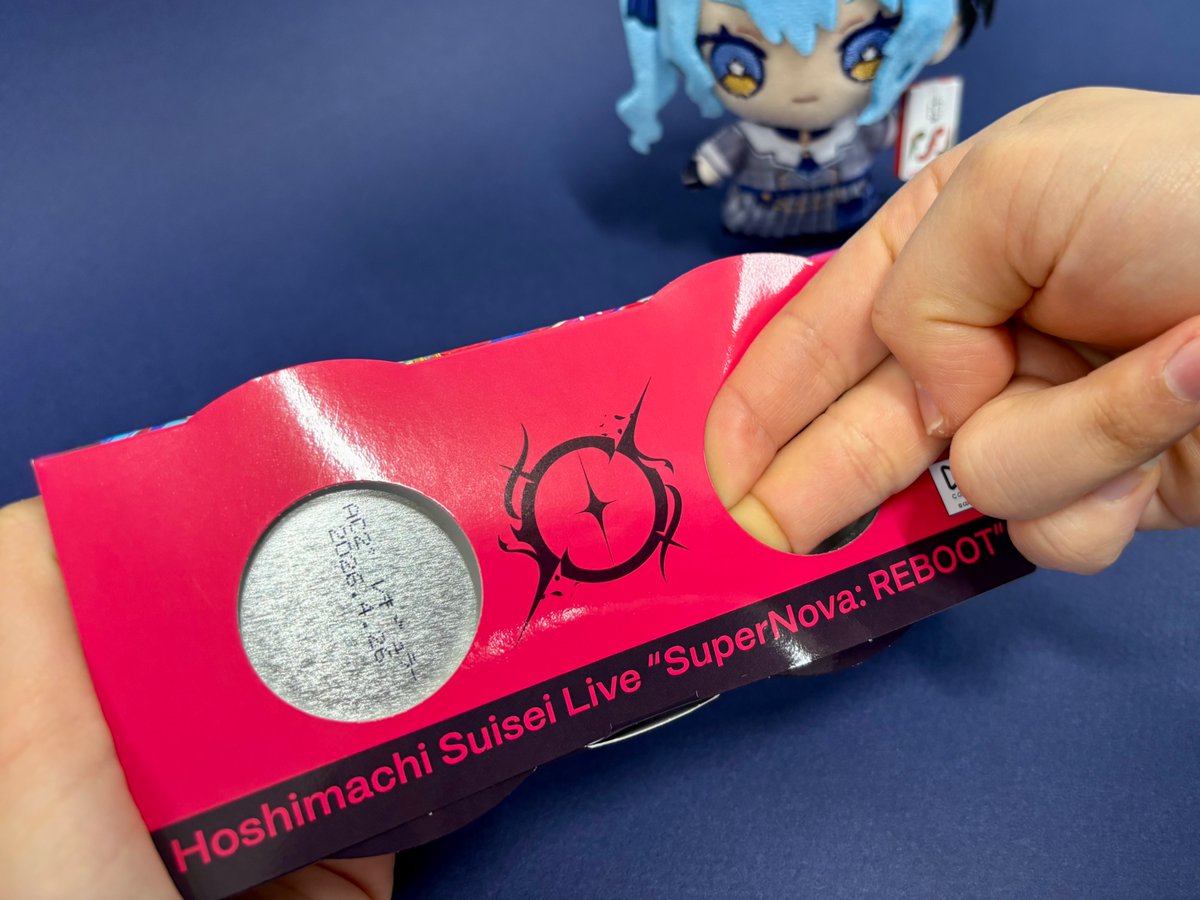 2026.4.26
Hoshimachi Suisei Live "SuperNova: REBOOT"